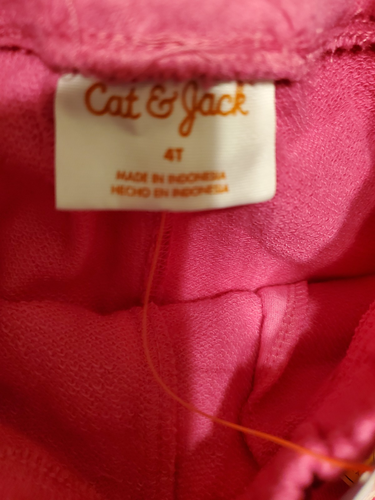 Cat & Jack
4T
MADE IN INDONESIA
HECHO EN INDONESIA